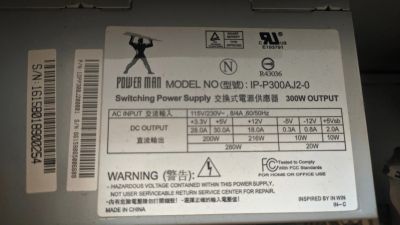 POWER MAN
MODEL NO(型號): IP-P300AJ2-0
R43036
Switching Power Supply 交換式電源供應器 300W OUTPUT
AC INPUT 交流輸入 115V/230V~, 8/4A, 60/50Hz
DC OUTPUT 直流輸出 +3.3V +5V +12V -5V -12V +5Vsb
28.0A 30.0A 18.0A 0.3A 0.8A 2.0A
200W 216W 10W
280W 20W
WARNING (警告):
- HAZARDOUS VOLTAGE CONTAINED WITHIN THIS POWER SUPPLY
NOT USER SERVICEABLE, RETURN TO SERVICE CENTER FOR REPAIR.
MADE IN CHINA
Tested To Comply
With FCC Standards
FOR HOME OR OFFICE USE
INSPIRED BY IN WIN
IN-C